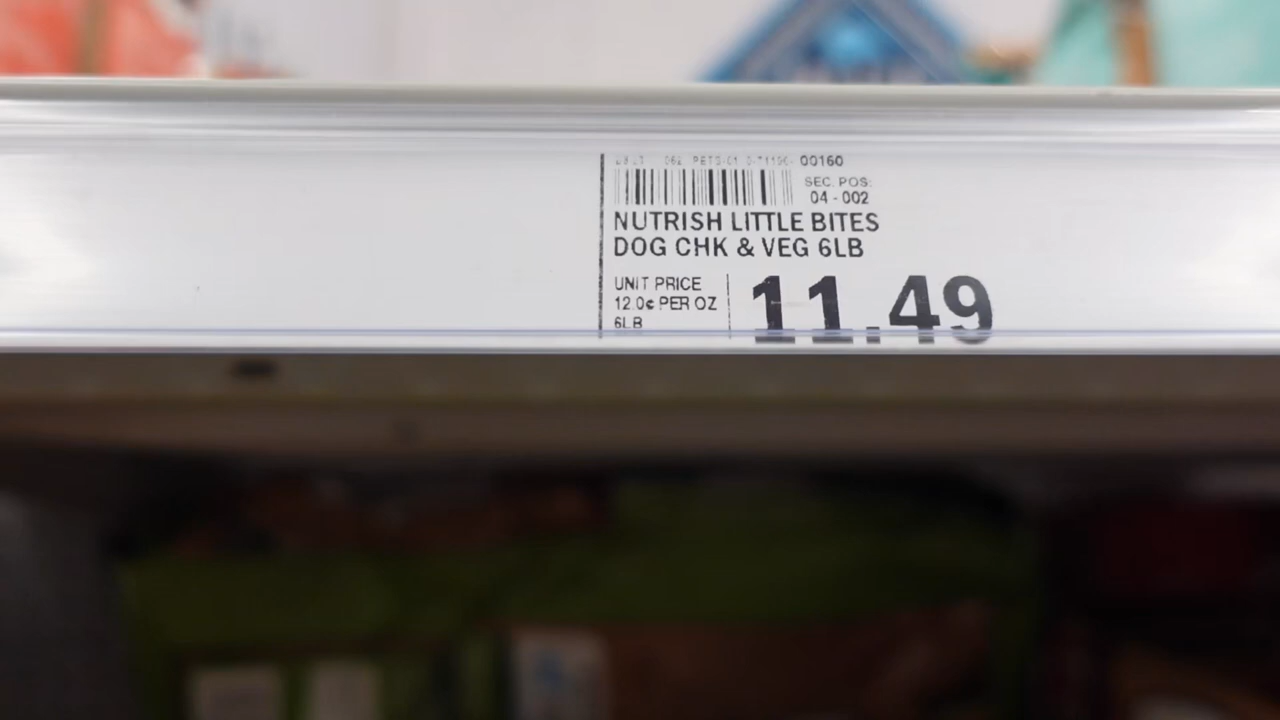 00160
SEC. POS:
04 - 002
NUTRISH LITTLE BITES
DOG CHK & VEG 6LB
UNIT PRICE
12.0¢ PER OZ
6LB
11.49